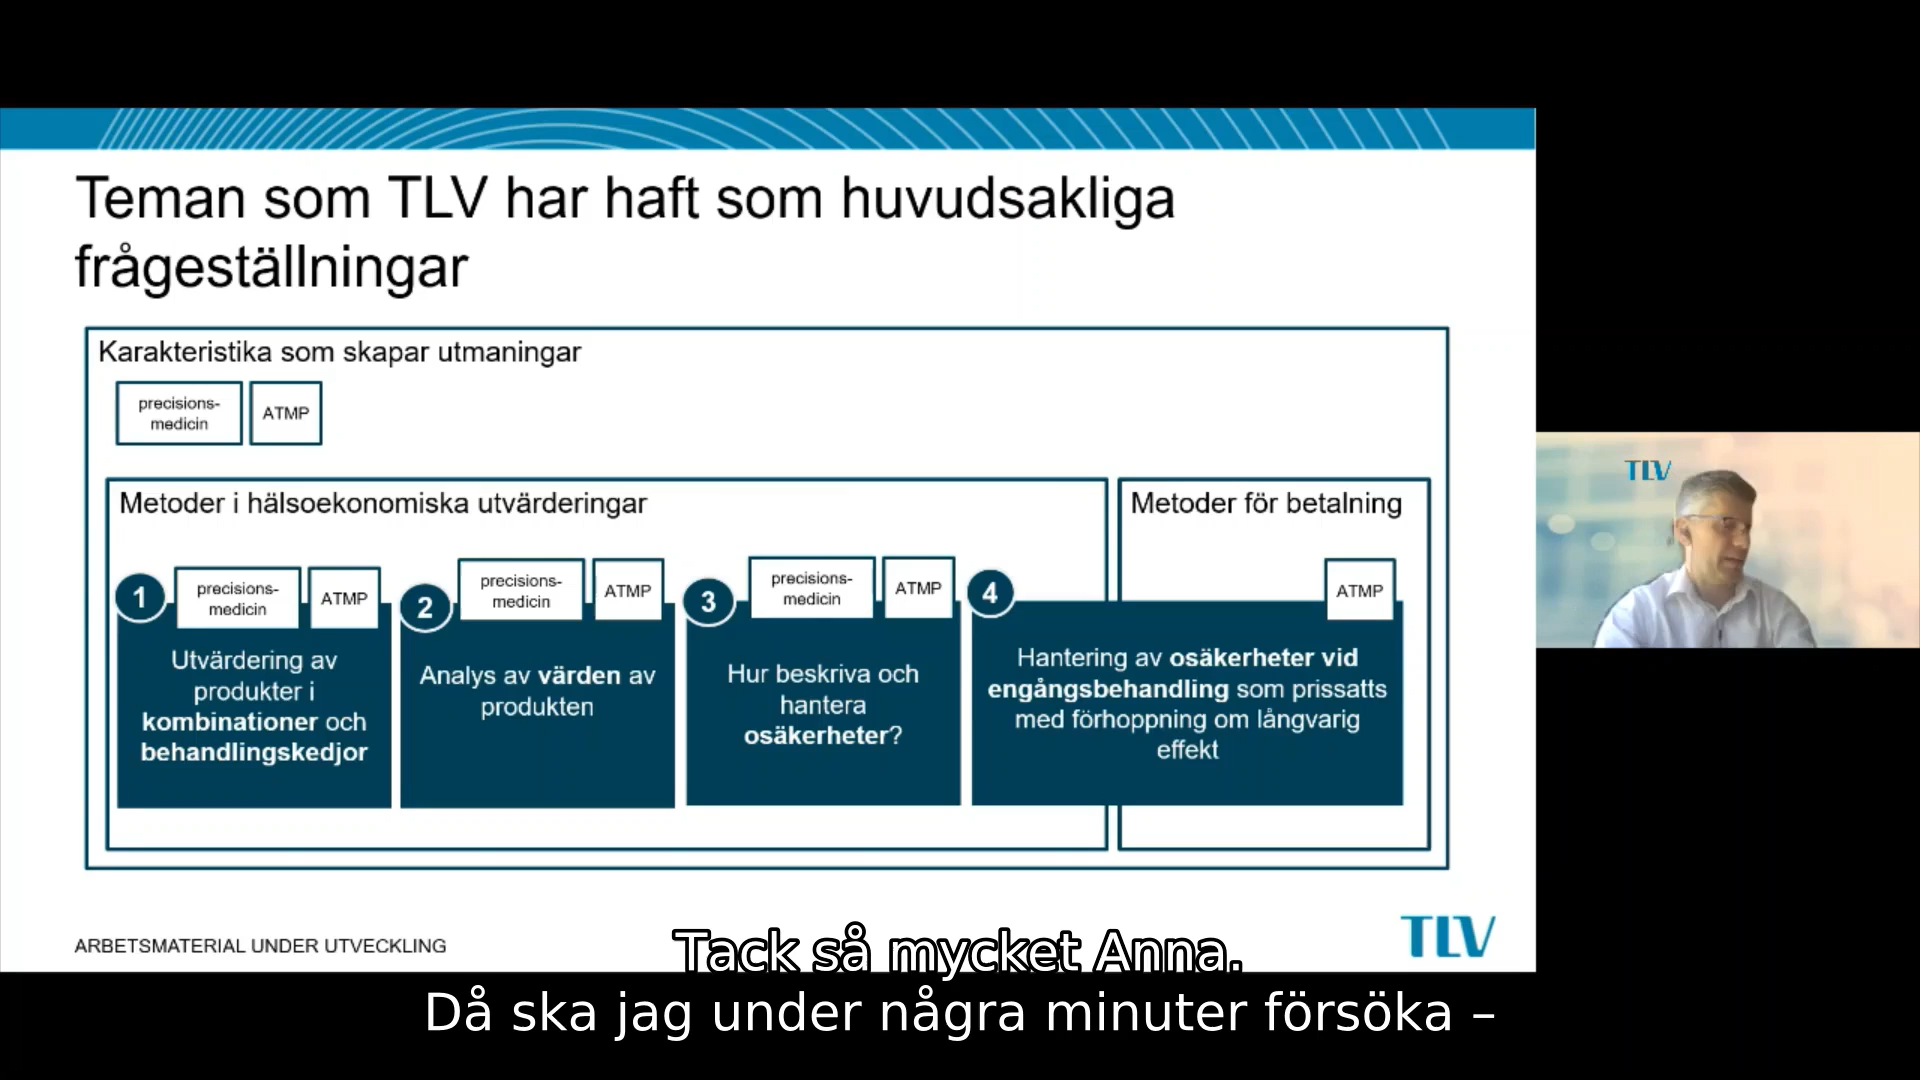 Teman som TLV har haft som huvudsakliga
frågeställningar
Karakteristika som skapar utmaningar
precisions-
medicin
ATMP
Metoder i hälsoekonomiska utvärderingar
Metoder för betalning
1
precisions-
medicin
ATMP
Utvärdering av
produkter i
kombinationer och
behandlingskedjor
2
precisions-
medicin
ATMP
Analys av värden av
produkten
3
precisions-
medicin
ATMP
Hur beskriva och
hantera
osäkerheter?
4
ATMP
Hantering av osäkerheter vid
engångsbehandling som prissatts
med förhoppning om långvarig
effekt
TLV
ARBETSMATERIAL UNDER UTVECKLING
TLV
Tack så mycket Anna.
Då ska jag under några minuter försöka –